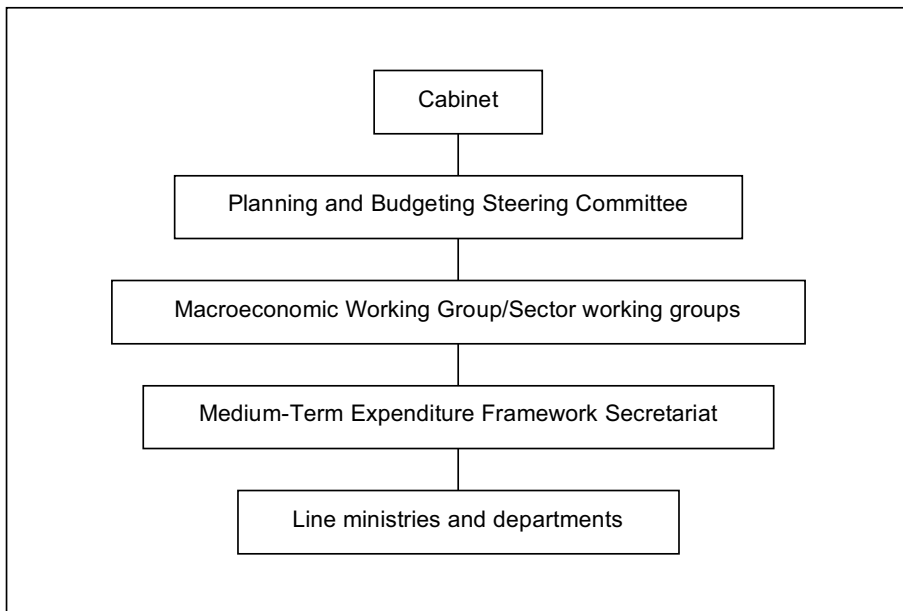 Cabinet
Planning and Budgeting Steering Committee
Macroeconomic Working Group/Sector working groups
Medium-Term Expenditure Framework Secretariat
Line ministries and departments